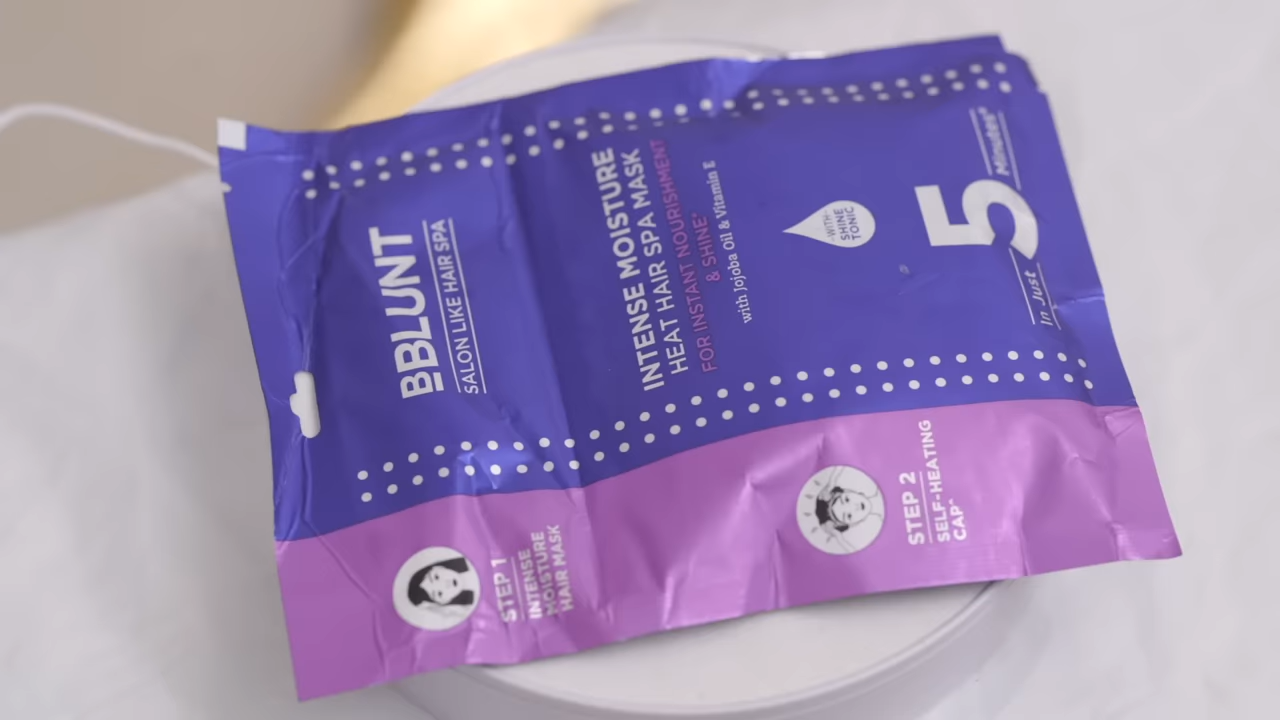 BBLUNT
SALON LIKE HAIR SPA
INTENSE MOISTURE
HEAT HAIR SPA MASK
FOR INSTANT NOURISHMENT
& SHINE*
with Jojoba Oil & Vitamin E
-WITH-
SHINE
TONIC
In Just 5 Minutes*
STEP 1
INTENSE
MOISTURE
HAIR MASK
STEP 2
SELF-HEATING
CAP^